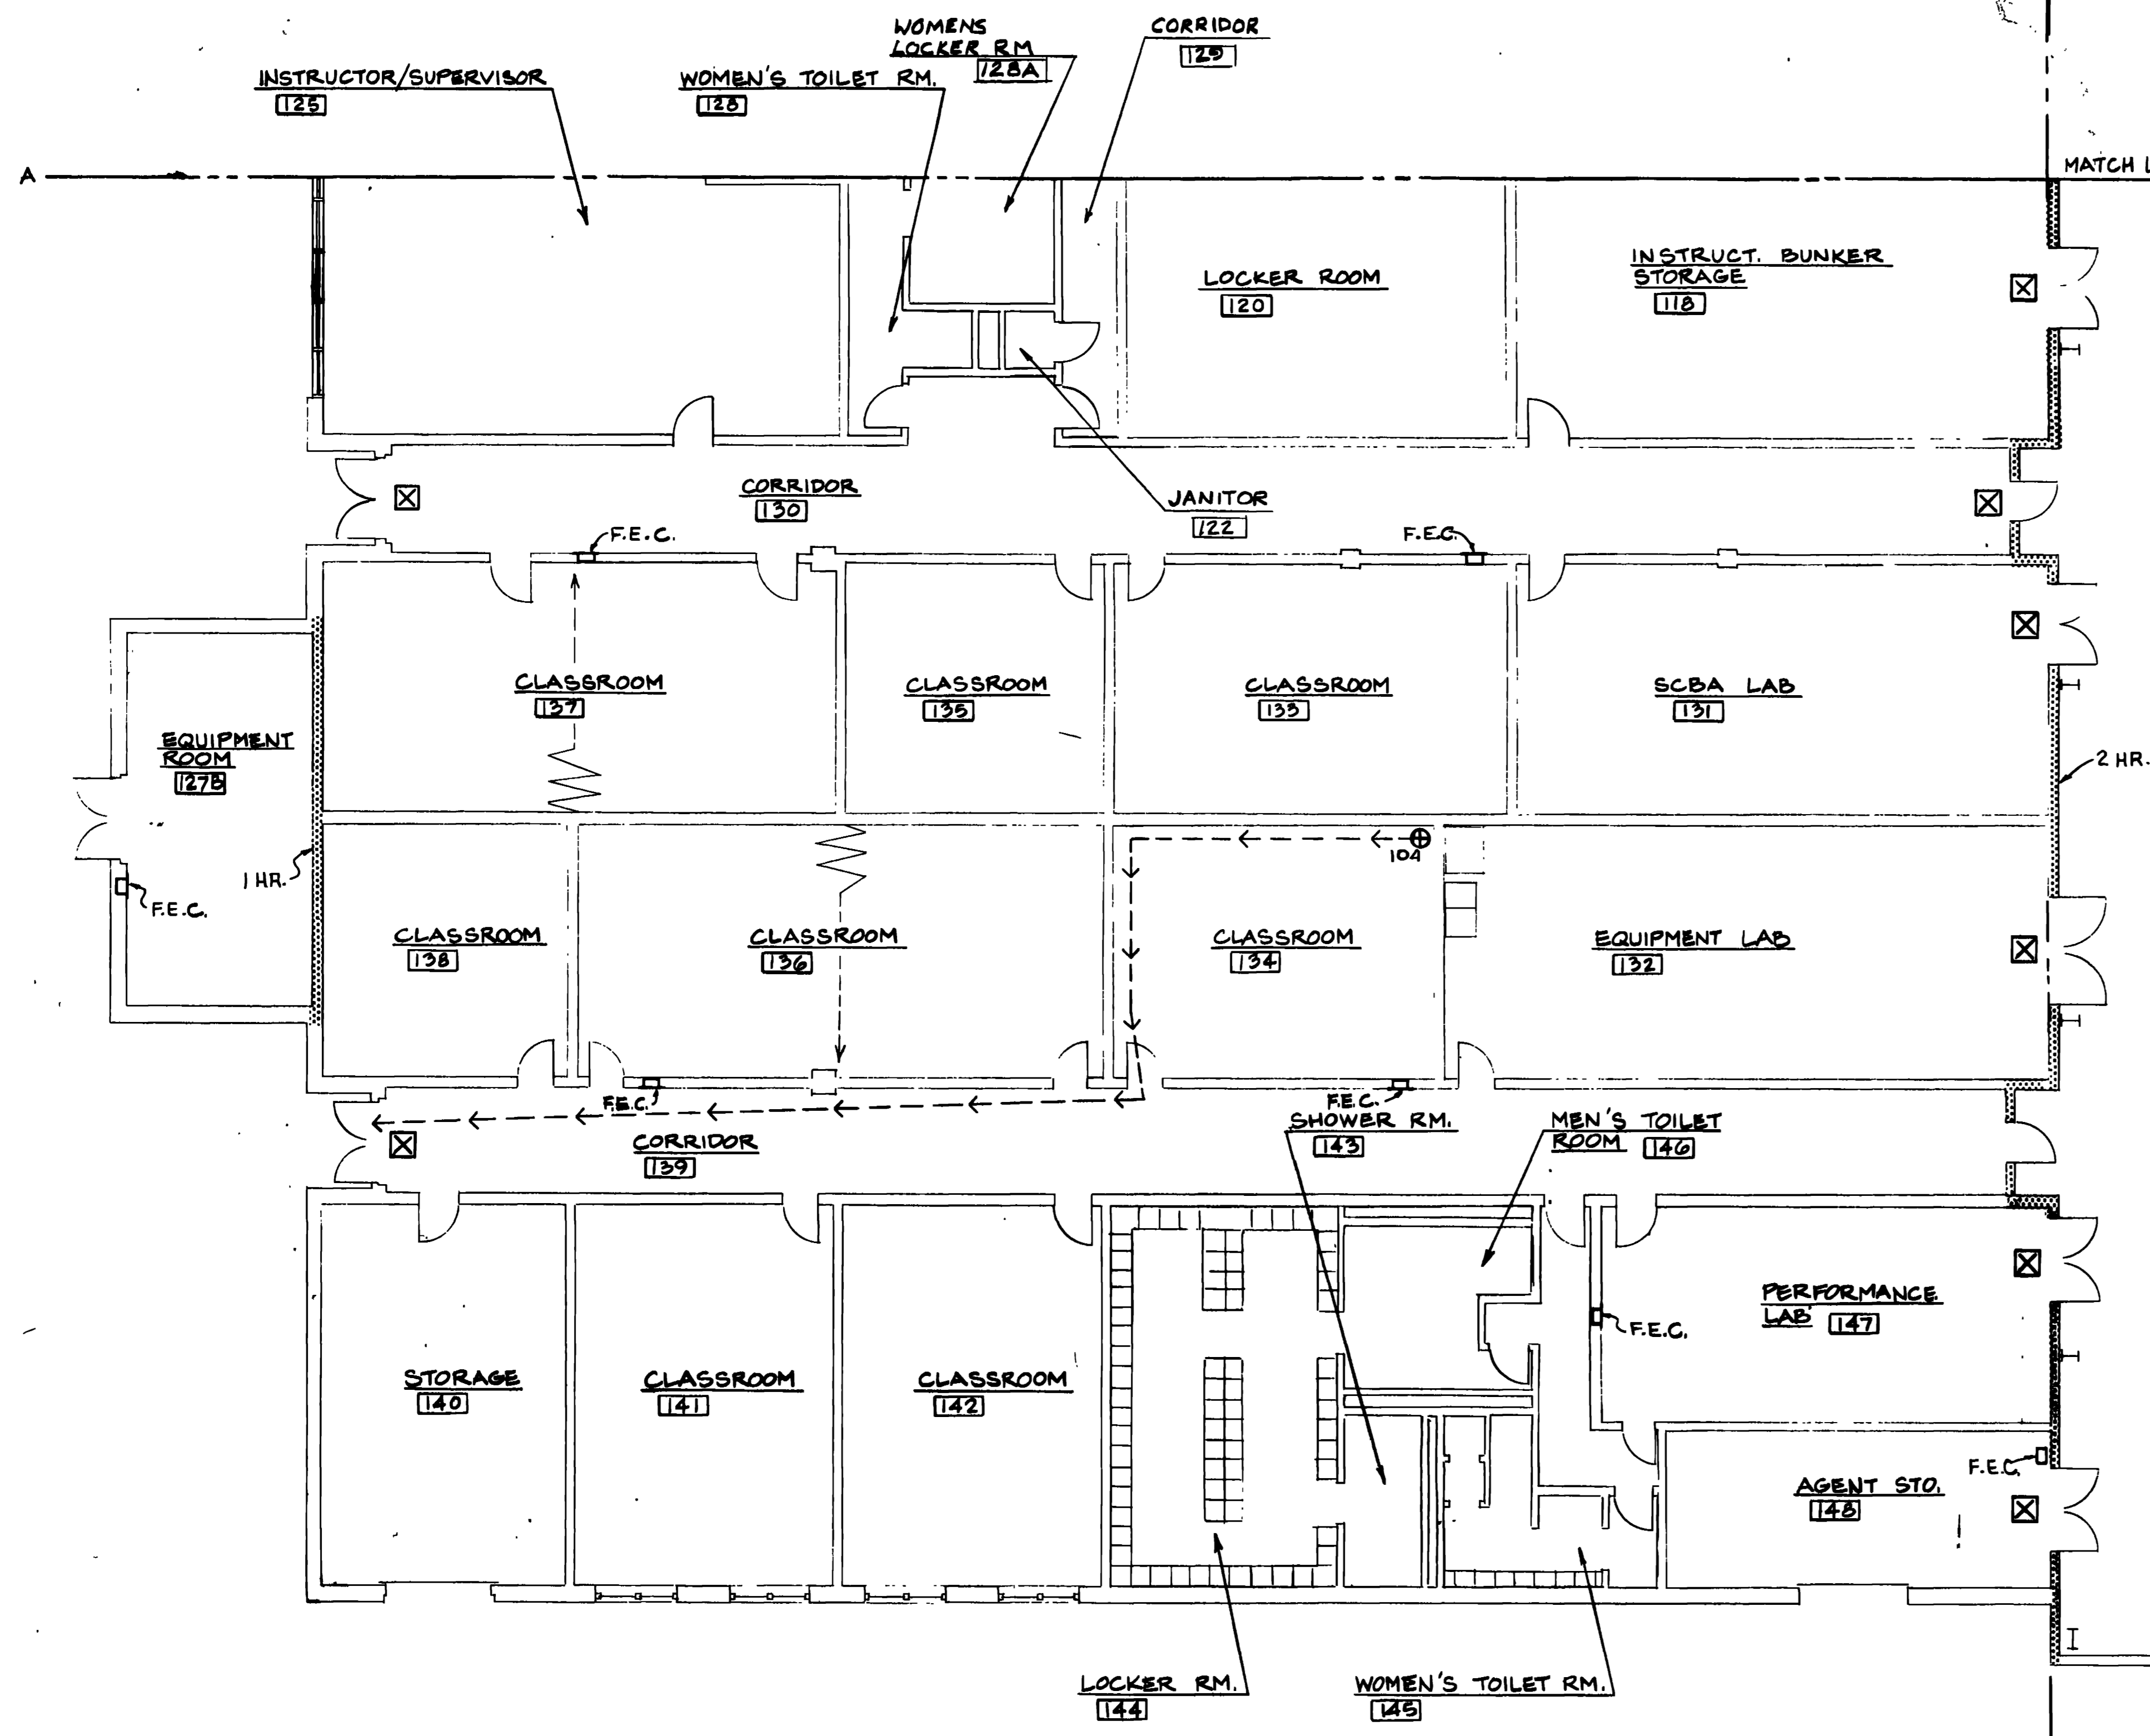 WOMENS
LOCKER RM
128A
CORRIDOR
129
INSTRUCTOR/SUPERVISOR
125
WOMEN'S TOILET RM.
128
A
MATCH L
INSTRUCT. BUNKER
STORAGE
118
LOCKER ROOM
120
CORRIDOR
130
JANITOR
122
F.E.C.
F.E.C.
CLASSROOM
137
CLASSROOM
135
CLASSROOM
133
SCBA LAB
131
EQUIPMENT
ROOM
127B
2 HR.
104
1 HR.
F.E.C.
CLASSROOM
138
CLASSROOM
136
CLASSROOM
134
EQUIPMENT LAB
132
F.E.C.
F.E.C.
SHOWER RM.
143
MEN'S TOILET
ROOM 146
CORRIDOR
139
PERFORMANCE
LAB 147
F.E.C.
STORAGE
140
CLASSROOM
141
CLASSROOM
142
F.E.C.
AGENT STO.
148
LOCKER RM.
144
WOMEN'S TOILET RM.
145